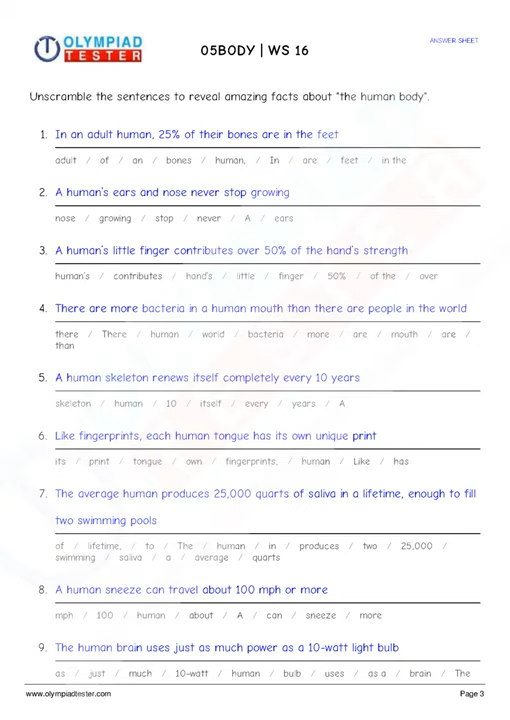 OLYMPIAD
TESTER
05BODY | WS 16
ANSWER SHEET
Unscramble the sentences to reveal amazing facts about "the human body".
1. In an adult human, 25% of their bones are in the feet
adult / of / an / bones / human, / In / are / feet / in the
2. A human's ears and nose never stop growing
nose / growing / stop / never / A / ears
3. A human's little finger contributes over 50% of the hand's strength
human's / contributes / hand's / little / finger / 50% / of the / over
4. There are more bacteria in a human mouth than there are people in the world
there / There / human / world / bacteria / more / are / mouth / are /
than
5. A human skeleton renews itself completely every 10 years
skeleton / human / 10 / itself / every / years / A
6. Like fingerprints, each human tongue has its own unique print
its / print / tongue / own / fingerprints, / human / Like / has
7. The average human produces 25,000 quarts of saliva in a lifetime, enough to fill
two swimming pools
of / lifetime, / to / The / human / in / produces / two / 25,000 /
swimming / saliva / a / average / quarts
8. A human sneeze can travel about 100 mph or more
mph / 100 / human / about / A / can / sneeze / more
9. The human brain uses just as much power as a 10-watt light bulb
as / just / much / 10-watt / human / bulb / uses / as a / brain / The
www.olympiadtester.com
Page 3